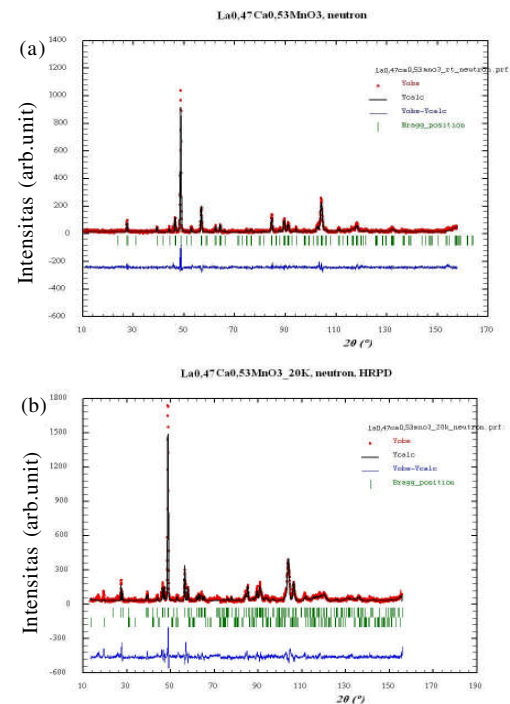 La0,47Ca0,53MnO3, neutron
(a)
Intensitas (arb.unit)
1400
1200
1000
800
600
400
200
0
-200
-400
-600
la0,47ca0,53mno3_rt_neutron.prf
Yobs
Ycalc
Yobs-Ycalc
Bragg_position
10 30 50 70 90 110 130 150 170
2θ (°)
La0,47Ca0,53MnO3_20K, neutron, HRPD
(b)
Intensitas (arb.unit)
1800
1500
1200
900
600
300
0
-300
-600
la0,47ca0,53mno3_20k_neutron.prf:
Yobs
Ycalc
Yobs-Ycalc
Bragg_position
10 30 50 70 90 110 130 150 170 190
2θ (°)